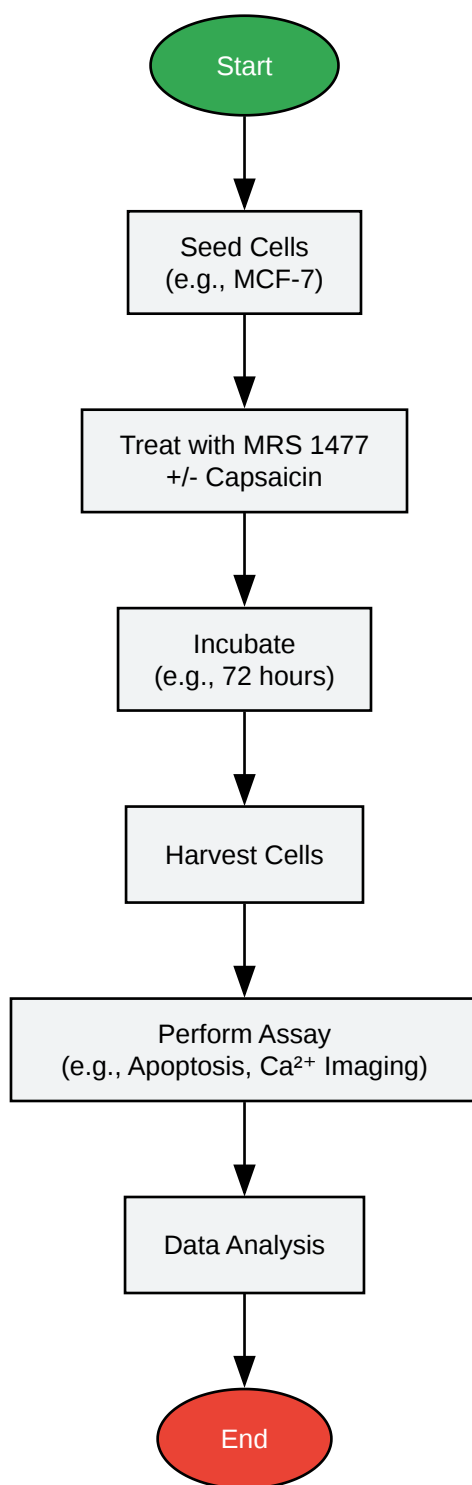 Start
Seed Cells
(e.g., MCF-7)
Treat with MRS 1477
+/- Capsaicin
Incubate
(e.g., 72 hours)
Harvest Cells
Perform Assay
(e.g., Apoptosis, Ca²⁺ Imaging)
Data Analysis
End